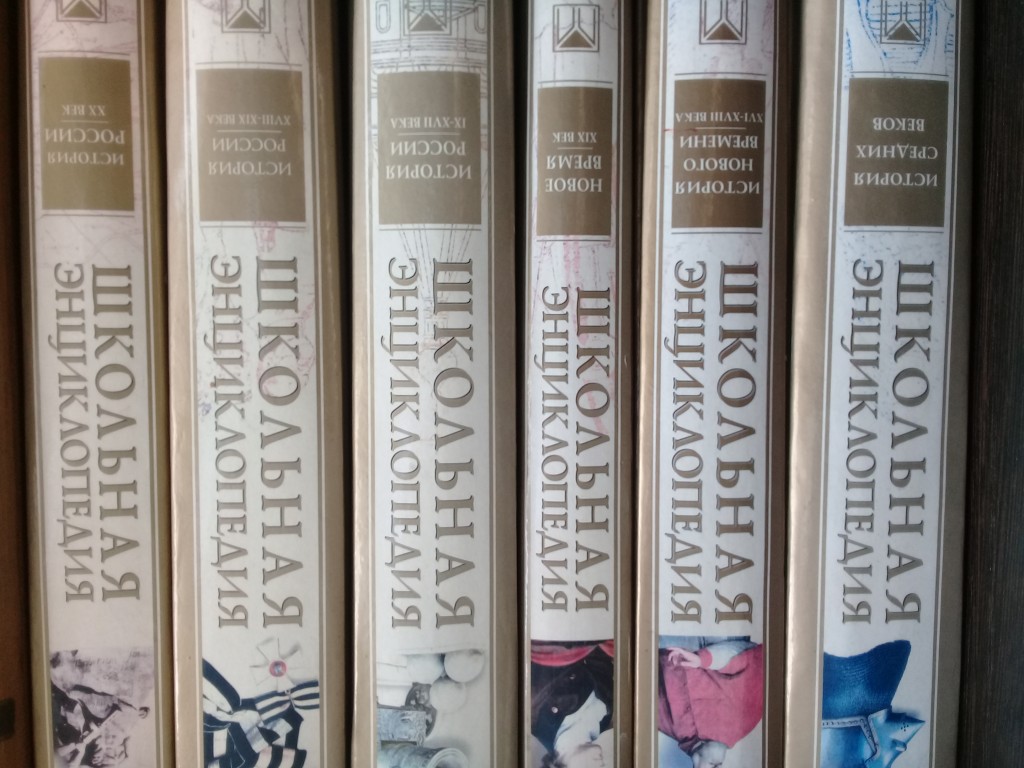 ШКОЛЬНАЯ
ЭНЦИКЛОПЕДИЯ
ИСТОРИЯ
РОССИИ
XX ВЕК
ШКОЛЬНАЯ
ЭНЦИКЛОПЕДИЯ
ИСТОРИЯ
РОССИИ
XVIII-XIX ВЕКА
ШКОЛЬНАЯ
ЭНЦИКЛОПЕДИЯ
ИСТОРИЯ
РОССИИ
IX-XVII ВЕКА
ШКОЛЬНАЯ
ЭНЦИКЛОПЕДИЯ
НОВОЕ
ВРЕМЯ
XIX ВЕК
ШКОЛЬНАЯ
ЭНЦИКЛОПЕДИЯ
ИСТОРИЯ
НОВОГО
ВРЕМЕНИ
XVI-XVIII ВЕКА
ШКОЛЬНАЯ
ЭНЦИКЛОПЕДИЯ
ИСТОРИЯ
СРЕДНИХ
ВЕКОВ